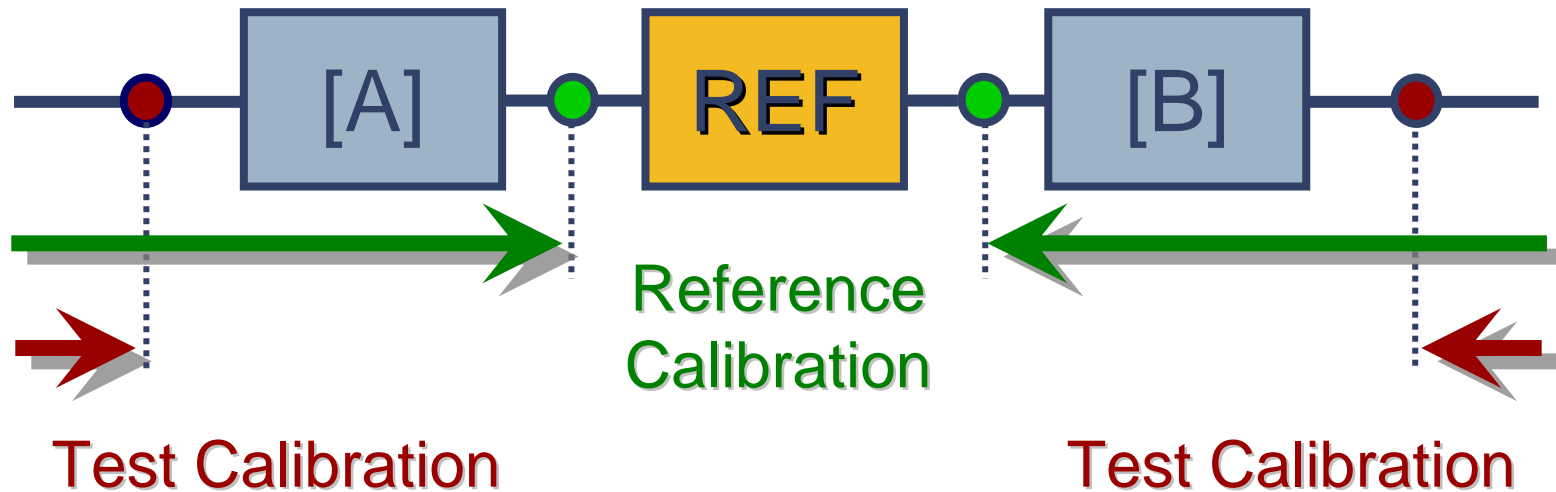 [A]
REF
[B]
Reference
Calibration
Test Calibration
Test Calibration